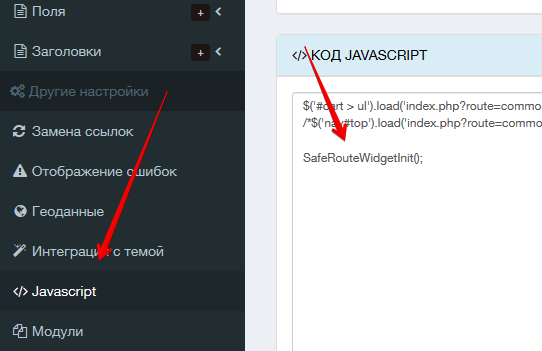 Поля +
Заголовки +
Другие настройки
Замена ссылок
Отображение ошибок
Геоданные
Интеграция с темой
</> Javascript
Модули
</> КОД JAVASCRIPT
$('#cart > ul').load('index.php?route=commo
/*$('nav#top').load('index.php?route=commo
SafeRouteWidgetInit();